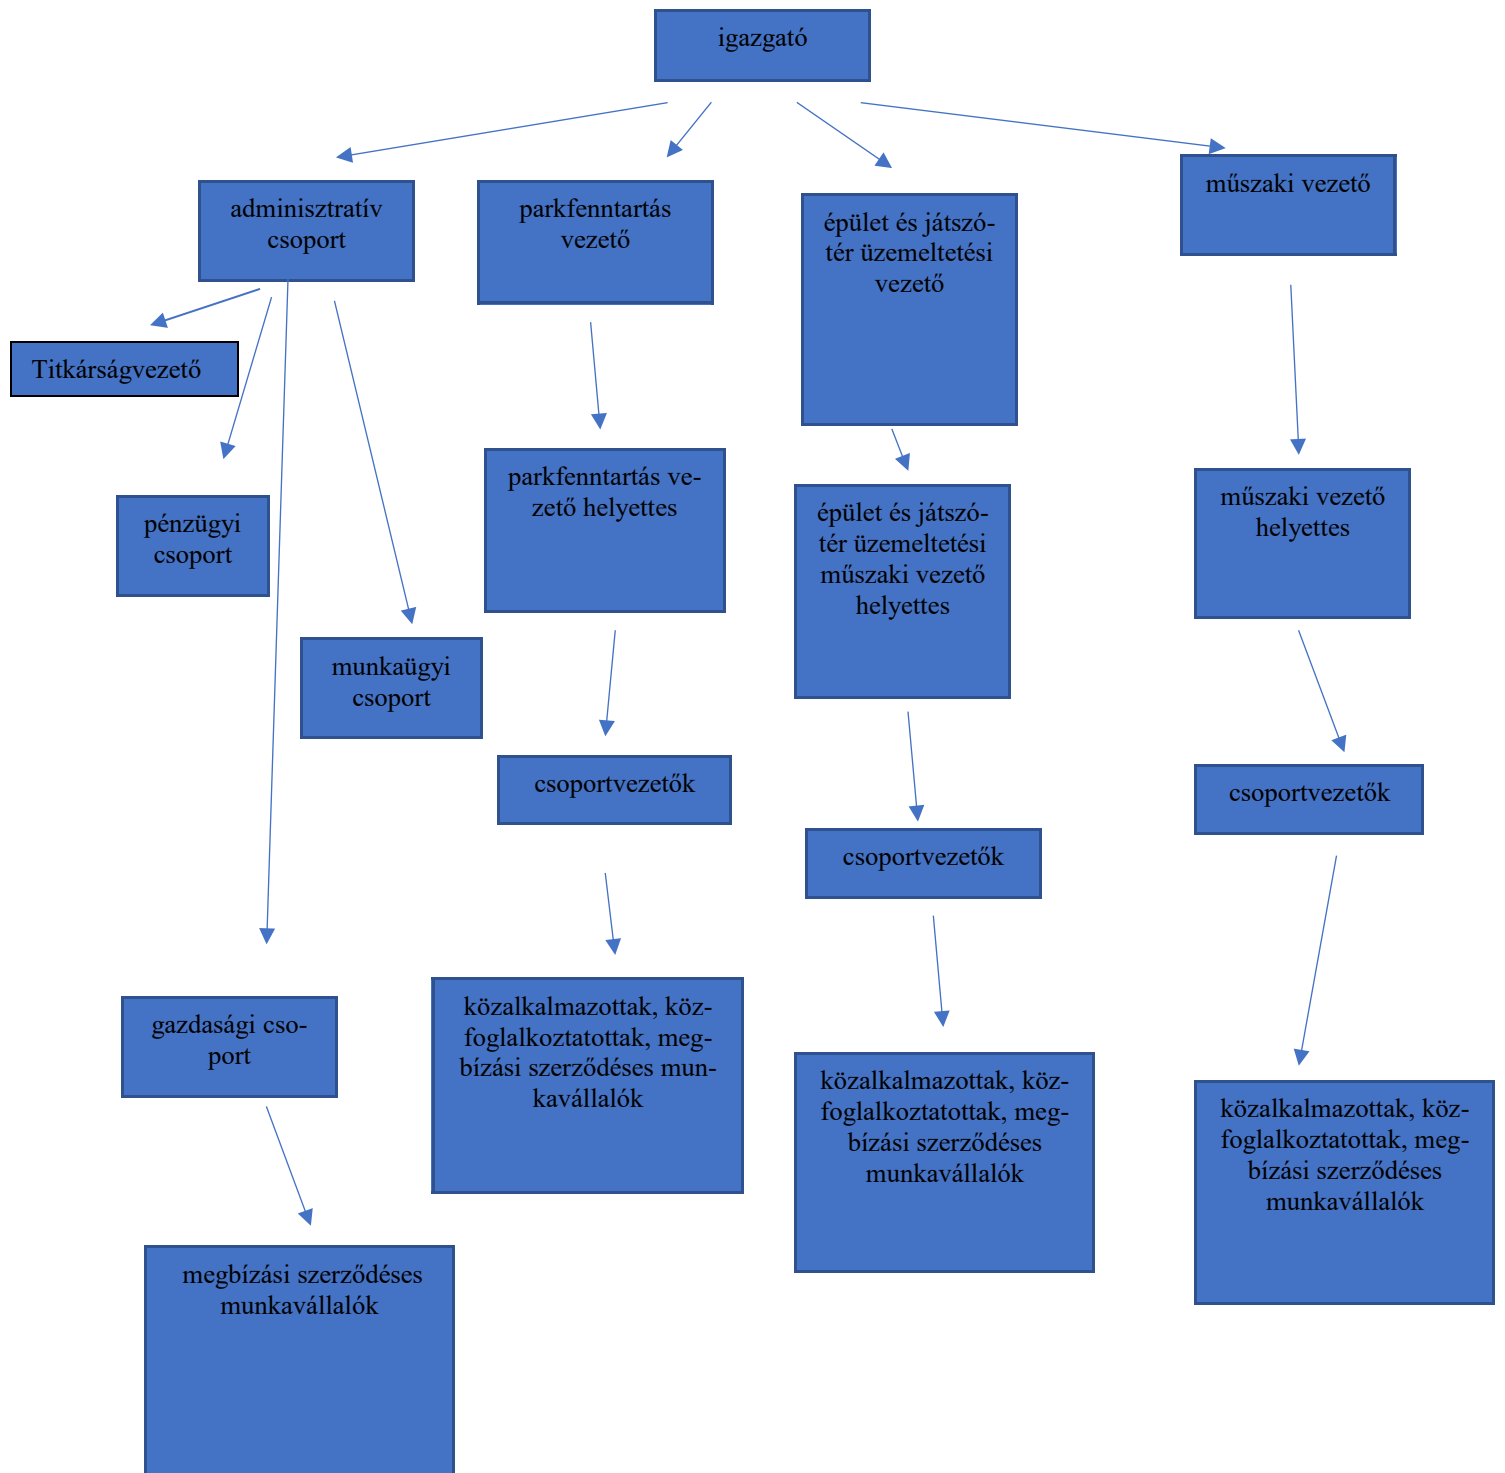 igazgató
adminisztratív
csoport
parkfenntartás
vezető
épület és játszó-
tér üzemeltetési
vezető
műszaki vezető
Titkárságvezető
pénzügyi
csoport
munkaügyi
csoport
parkfenntartás ve-
zető helyettes
épület és játszó-
tér üzemeltetési
műszaki vezető
helyettes
műszaki vezető
helyettes
csoportvezetők
csoportvezetők
csoportvezetők
gazdasági cso-
port
közalkalmazottak, köz-
foglalkoztatottak, meg-
bízási szerződéses mun-
kavállalók
közalkalmazottak, köz-
foglalkoztatottak, meg-
bízási szerződéses
munkavállalók
közalkalmazottak, köz-
foglalkoztatottak, meg-
bízási szerződéses
munkavállalók
megbízási szerződéses
munkavállalók